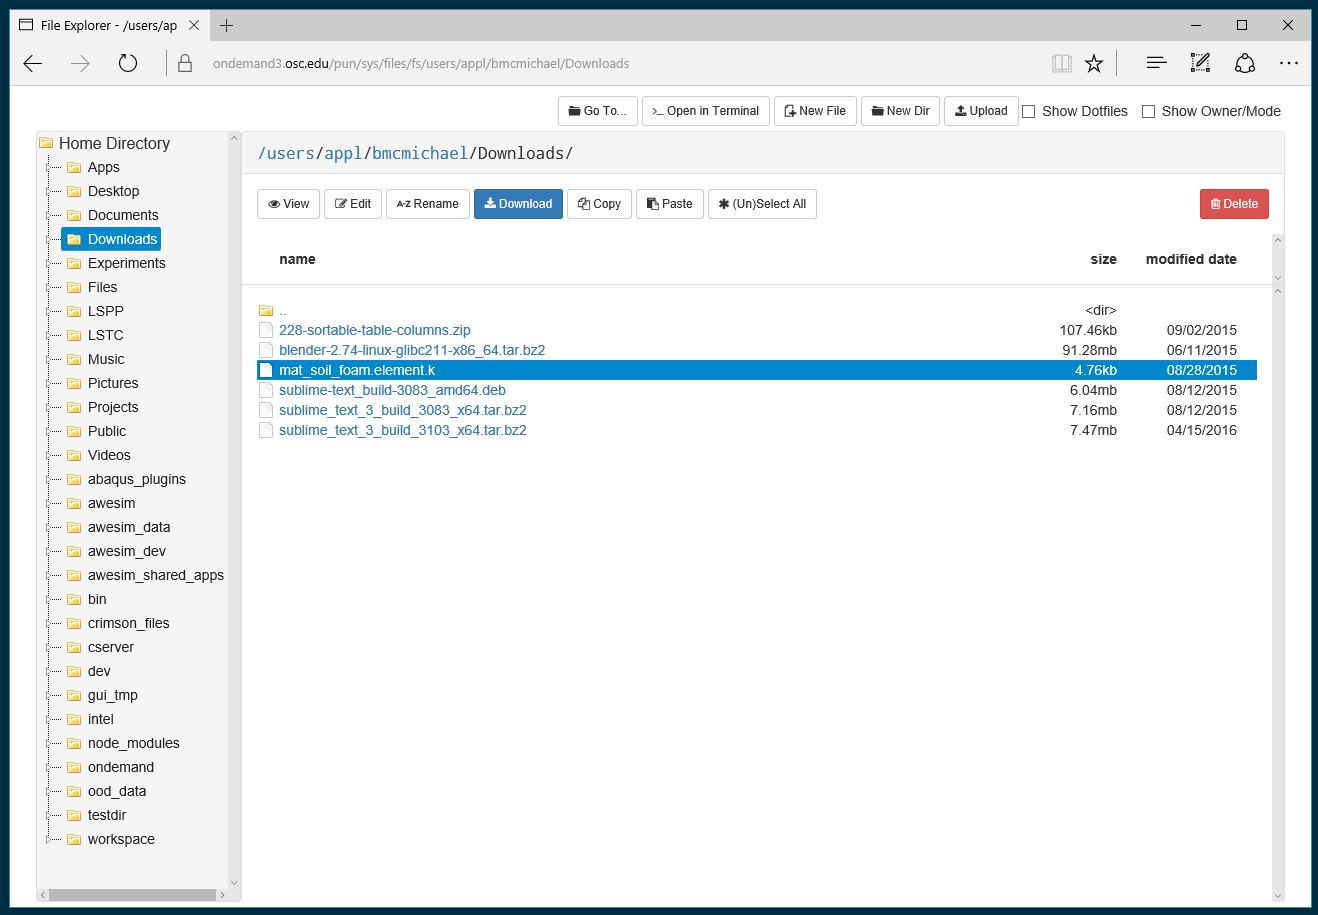 File Explorer - /users/ap
ondemand3.osc.edu/pun/sys/files/fs/users/appl/bmcmichael/Downloads
Go To... >_ Open in Terminal New File New Dir Upload Show Dotfiles Show Owner/Mode
Home Directory
Apps
Desktop
Documents
Downloads
Experiments
Files
LSPP
LSTC
Music
Pictures
Projects
Public
Videos
abaqus_plugins
awesim
awesim_data
awesim_dev
awesim_shared_apps
bin
crimson_files
cserver
dev
gui_tmp
intel
node_modules
ondemand
ood_data
testdir
workspace
/users/appl/bmcmichael/Downloads/
View Edit A-Z Rename Download Copy Paste (Un)Select All Delete
name size modified date
.. <dir>
228-sortable-table-columns.zip 107.46kb 09/02/2015
blender-2.74-linux-glibc211-x86_64.tar.bz2 91.28mb 06/11/2015
mat_soil_foam.element.k 4.76kb 08/28/2015
sublime-text_build-3083_amd64.deb 6.04mb 08/12/2015
sublime_text_3_build_3083_x64.tar.bz2 7.16mb 08/12/2015
sublime_text_3_build_3103_x64.tar.bz2 7.47mb 04/15/2016